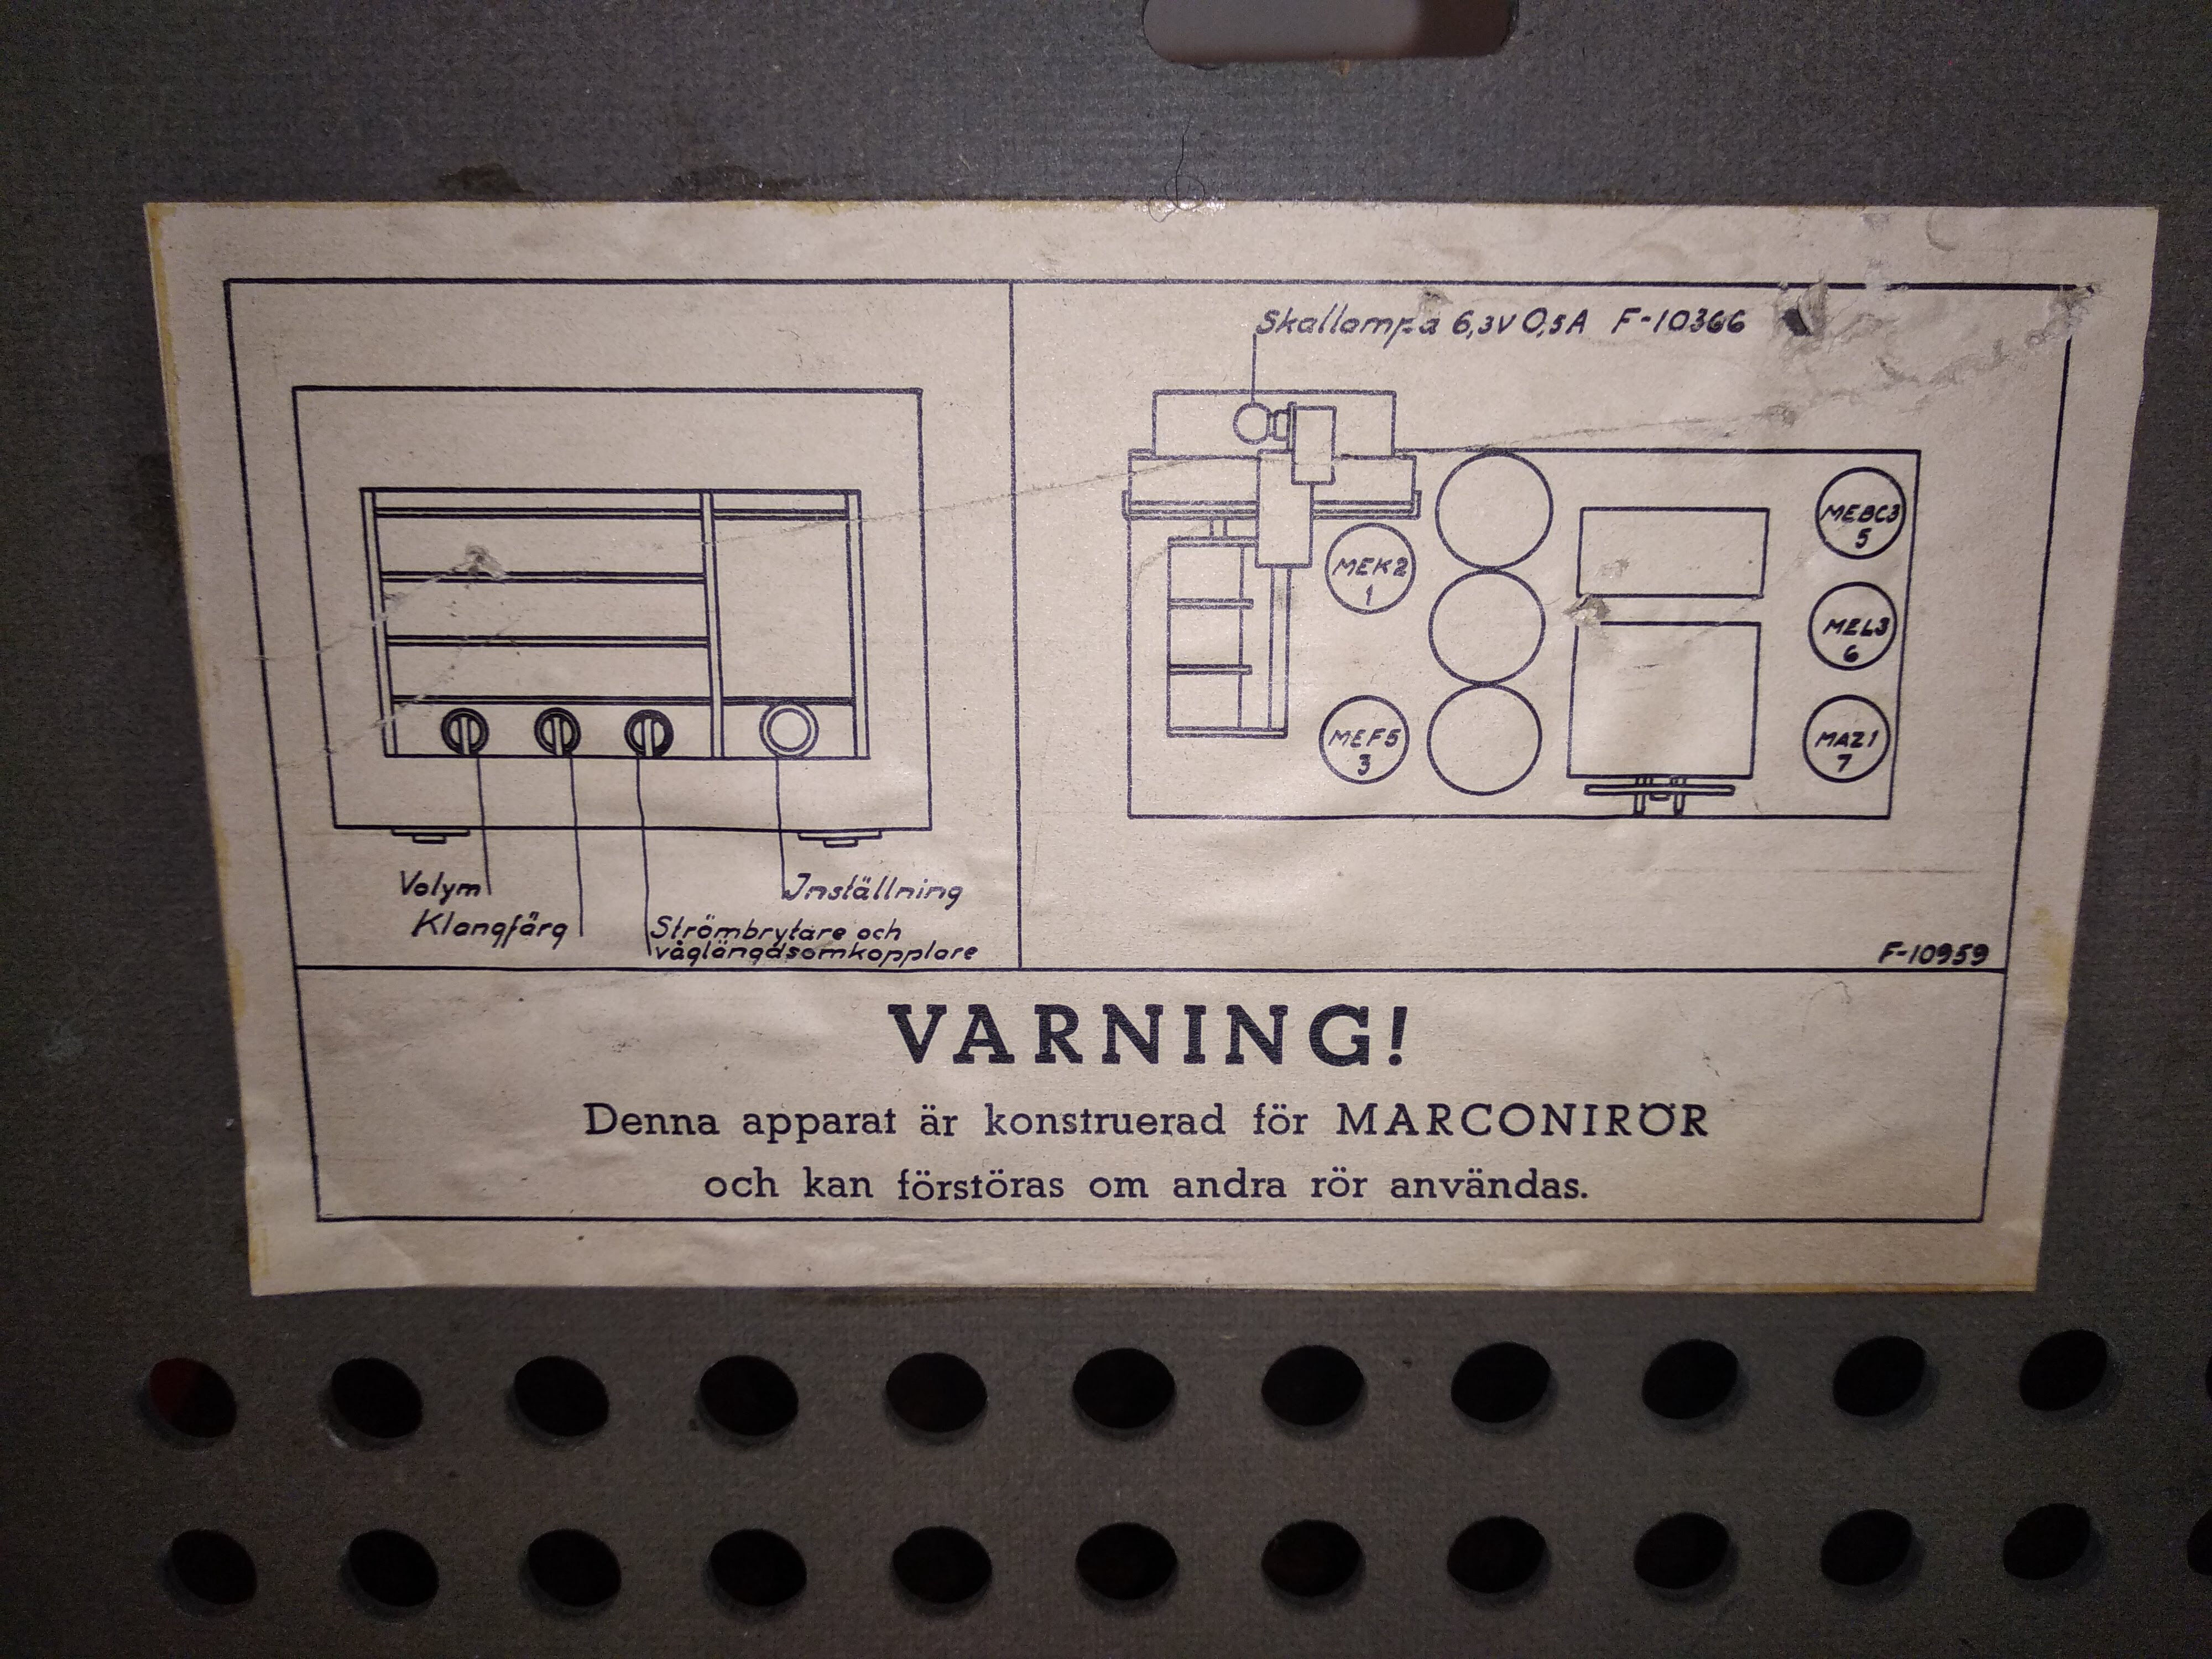 Skallampa 6,3V 0,5A F-10366
MEK2
1
MEBC3
5
MEL3
6
MEF5
3
MAZ1
7
Volym
Klangfärg
Inställning
Strömbrytare och
våglängdsomkopplare
F-10959
VARNING!
Denna apparat är konstruerad för MARCONIRÖR
och kan förstöras om andra rör användas.